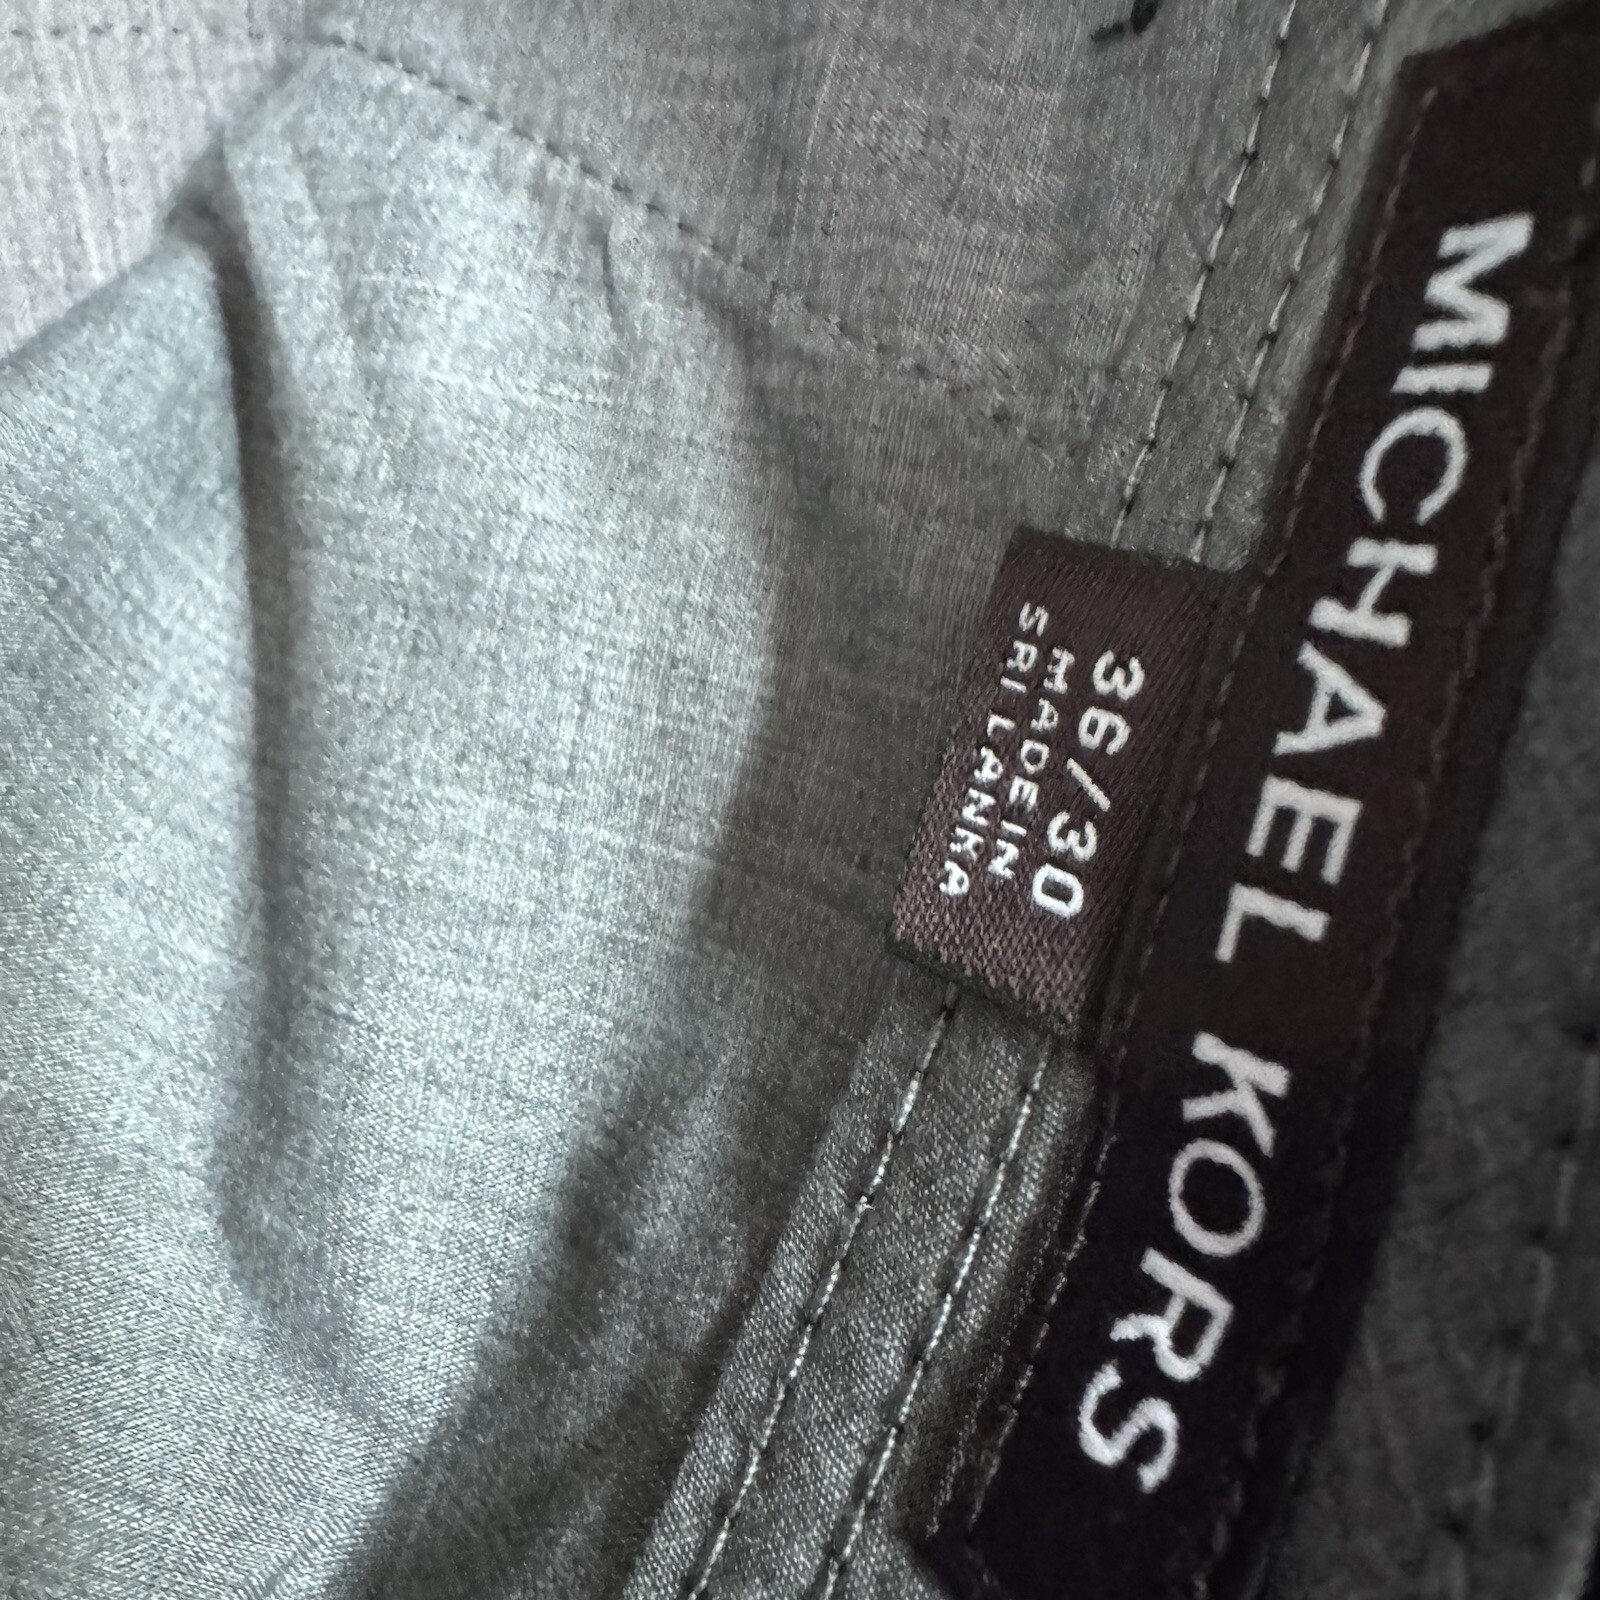 MICHAEL KORS
36/30
MADE IN
SRI LANKA